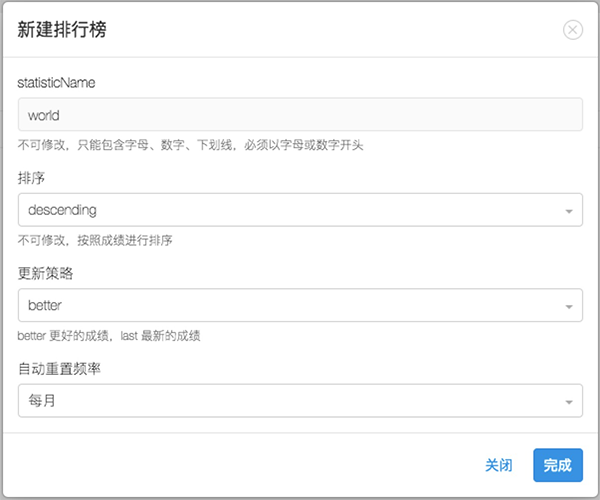 新建排行榜
statisticName
world
不可修改，只能包含字母、数字、下划线，必须以字母或数字开头
排序
descending
不可修改，按照成绩进行排序
更新策略
better
better 更好的成绩，last 最新的成绩
自动重置频率
每月
关闭 完成